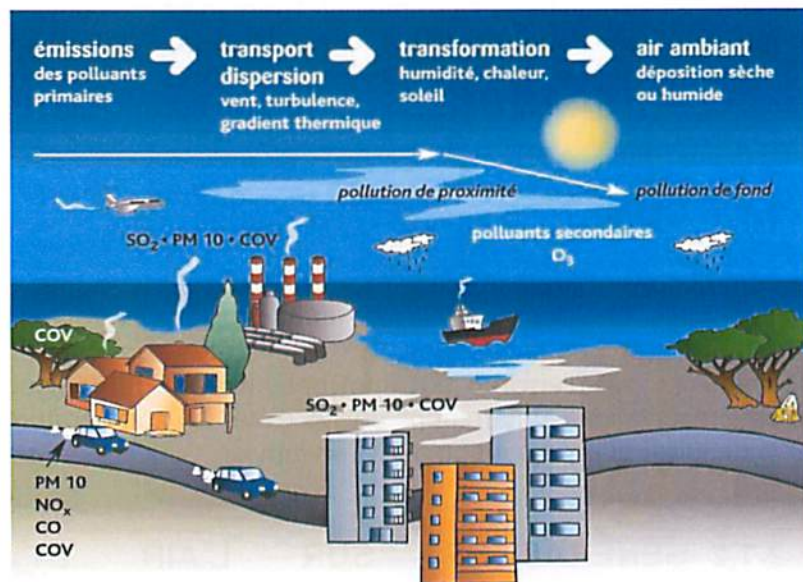 émissions
des polluants
primaires
transport
dispersion
vent, turbulence,
gradient thermique
transformation
humidité, chaleur,
soleil
air ambiant
déposition sèche
ou humide
pollution de proximité
pollution de fond
SO₂ • PM 10 • COV
polluants secondaires
O₃
COV
SO₂ • PM 10 • COV
PM 10
NOₓ
CO
COV